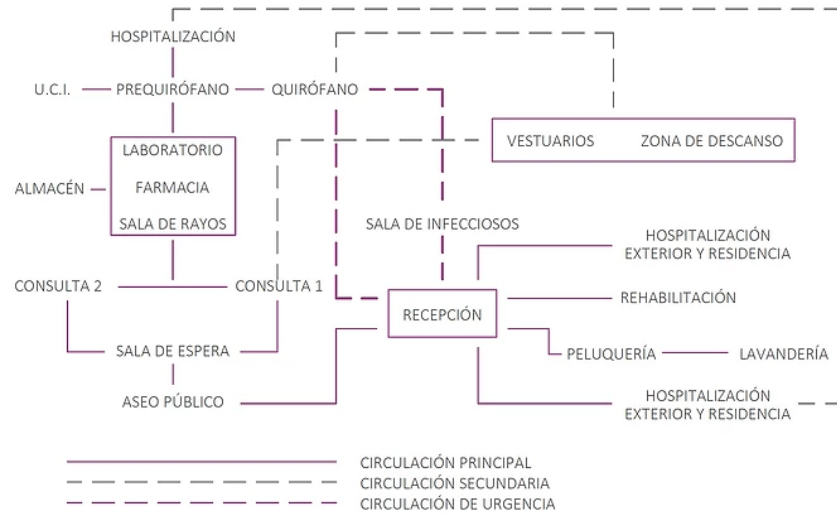 HOSPITALIZACIÓN
U.C.I.
PREQUIRÓFANO
QUIRÓFANO
LABORATORIO
FARMACIA
SALA DE RAYOS
ALMACÉN
VESTUARIOS
ZONA DE DESCANSO
SALA DE INFECCIOSOS
HOSPITALIZACIÓN
EXTERIOR Y RESIDENCIA
CONSULTA 2
CONSULTA 1
REHABILITACIÓN
RECEPCIÓN
SALA DE ESPERA
PELUQUERÍA
LAVANDERÍA
ASEO PÚBLICO
HOSPITALIZACIÓN
EXTERIOR Y RESIDENCIA
CIRCULACIÓN PRINCIPAL
CIRCULACIÓN SECUNDARIA
CIRCULACIÓN DE URGENCIA